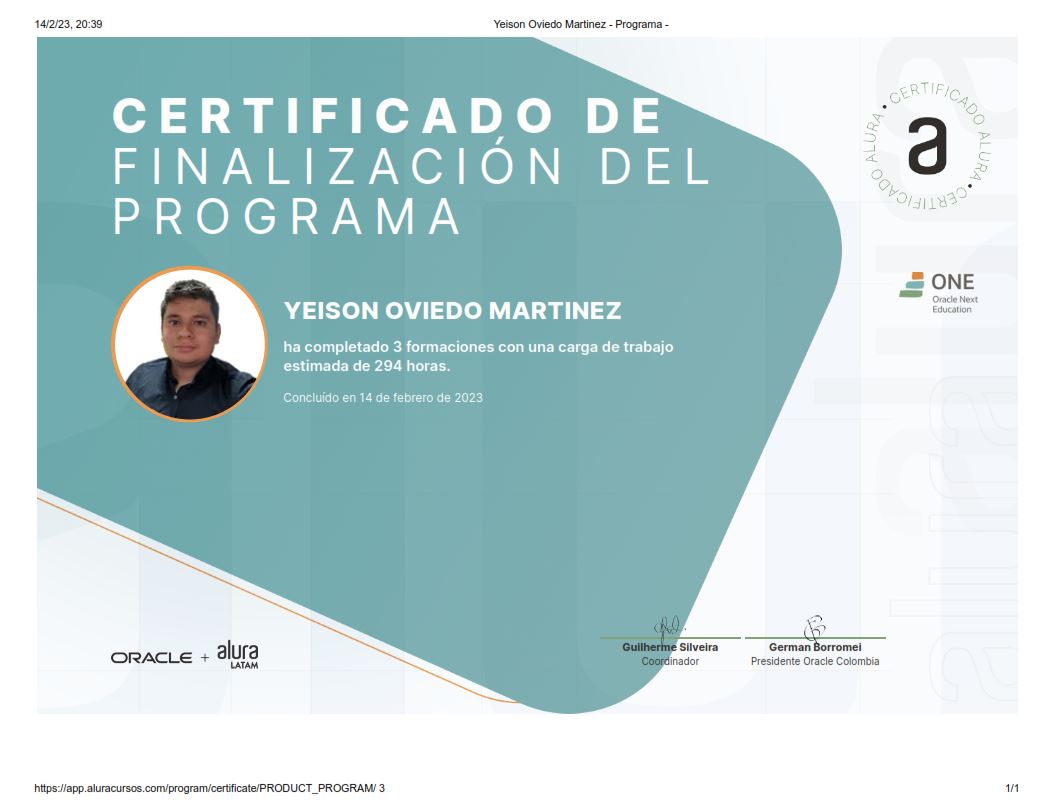 14/2/23, 20:39
Yeison Oviedo Martinez - Programa -
CERTIFICADO DE
FINALIZACIÓN DEL
PROGRAMA
CERTIFICADO ALURA • CERTIFICADO ALURA •
a
ONE
Oracle Next
Education
YEISON OVIEDO MARTINEZ
ha completado 3 formaciones con una carga de trabajo
estimada de 294 horas.
Concluído en 14 de febrero de 2023
ORACLE + alura
LATAM
Guilherme Silveira
Coordinador
German Borromei
Presidente Oracle Colombia
alura
alura
https://app.aluracursos.com/program/certificate/PRODUCT_PROGRAM/ 3
1/1